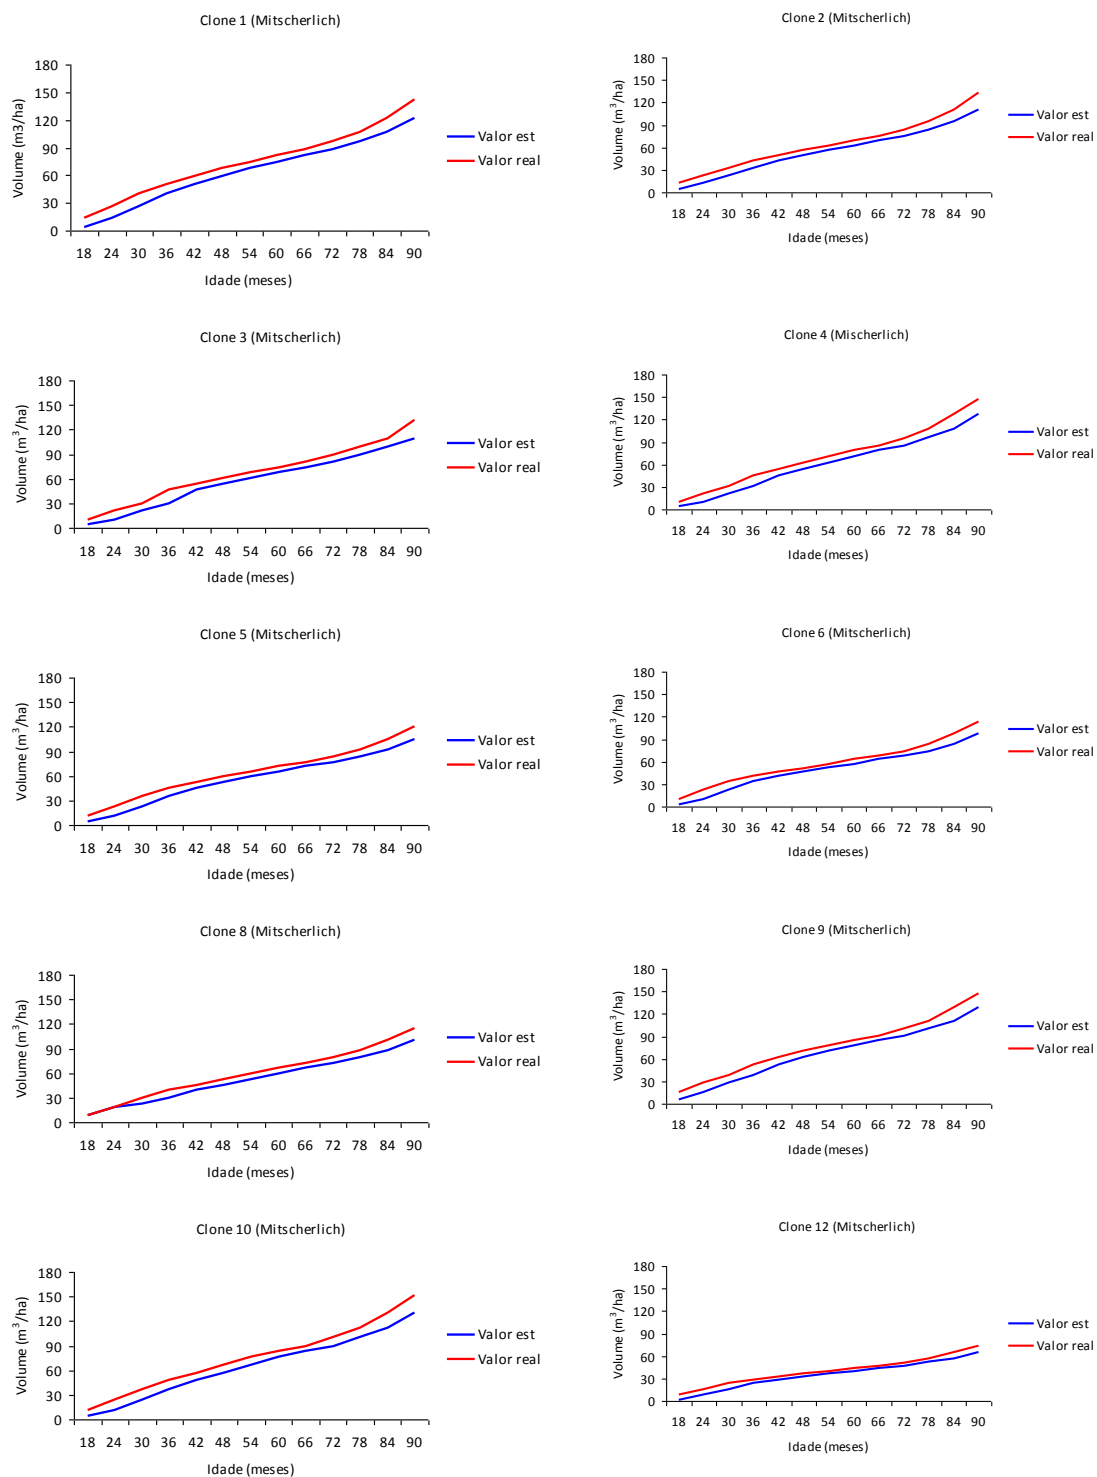 Clone 1 (Mitscherlich)
180
150
120
90
60
30
0
Volume (m3/ha)
18 24 30 36 42 48 54 60 66 72 78 84 90
Idade (meses)
Valor est
Valor real
Clone 2 (Mitscherlich)
180
150
120
90
60
30
0
Volume (m³/ha)
18 24 30 36 42 48 54 60 66 72 78 84 90
Idade (meses)
Valor est
Valor real
Clone 3 (Mitscherlich)
180
150
120
90
60
30
0
Volume (m³/ha)
18 24 30 36 42 48 54 60 66 72 78 84 90
Idade (meses)
Valor est
Valor real
Clone 4 (Mischerlich)
180
150
120
90
60
30
0
Volume (m³/ha)
18 24 30 36 42 48 54 60 66 72 78 84 90
Idade (meses)
Valor est
Valor real
Clone 5 (Mitscherlich)
180
150
120
90
60
30
0
Volume (m³/ha)
18 24 30 36 42 48 54 60 66 72 78 84 90
Idade (meses)
Valor est
Valor real
Clone 6 (Mitscherlich)
180
150
120
90
60
30
0
Volume (m³/ha)
18 24 30 36 42 48 54 60 66 72 78 84 90
Idade (meses)
Valor est
Valor real
Clone 8 (Mitscherlich)
180
150
120
90
60
30
0
Volume (m³/ha)
18 24 30 36 42 48 54 60 66 72 78 84 90
Idade (meses)
Valor est
Valor real
Clone 9 (Mitscherlich)
180
150
120
90
60
30
0
Volume (m³/ha)
18 24 30 36 42 48 54 60 66 72 78 84 90
Idade (meses)
Valor est
Valor real
Clone 10 (Mitscherlich)
180
150
120
90
60
30
0
Volume (m³/ha)
18 24 30 36 42 48 54 60 66 72 78 84 90
Idade (meses)
Valor est
Valor real
Clone 12 (Mitscherlich)
180
150
120
90
60
30
0
Volume (m³/ha)
18 24 30 36 42 48 54 60 66 72 78 84 90
Idade (meses)
Valor est
Valor real